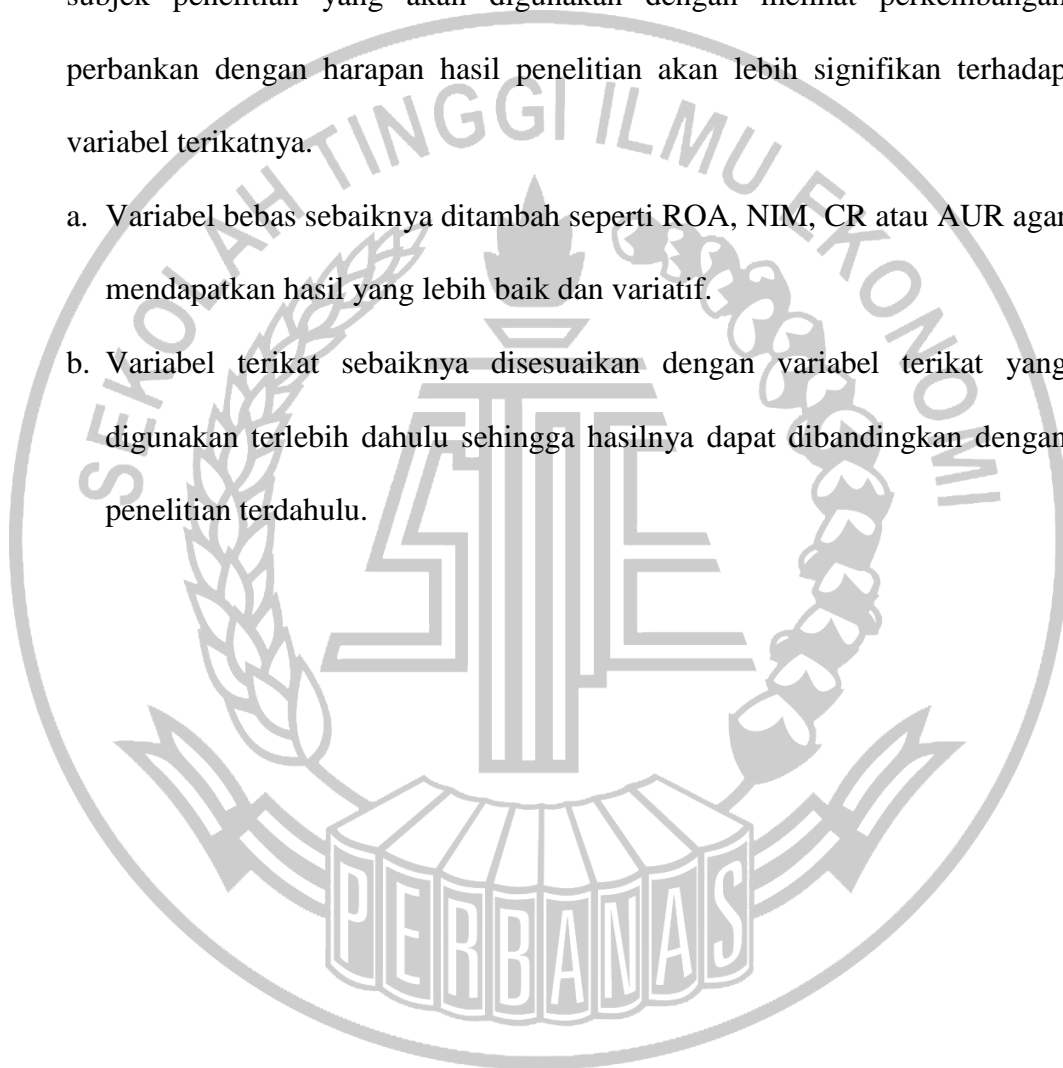 subjek penelitian yang akan digunakan dengan melihat perkembangan
perbankan dengan harapan hasil penelitian akan lebih signifikan terhadap
variabel terikatnya.
a. Variabel bebas sebaiknya ditambah seperti ROA, NIM, CR atau AUR agar
mendapatkan hasil yang lebih baik dan variatif.
b. Variabel terikat sebaiknya disesuaikan dengan variabel terikat yang
digunakan terlebih dahulu sehingga hasilnya dapat dibandingkan dengan
penelitian terdahulu.
SEKOLAH TINGGI ILMU EKONOMI
PERBANAS